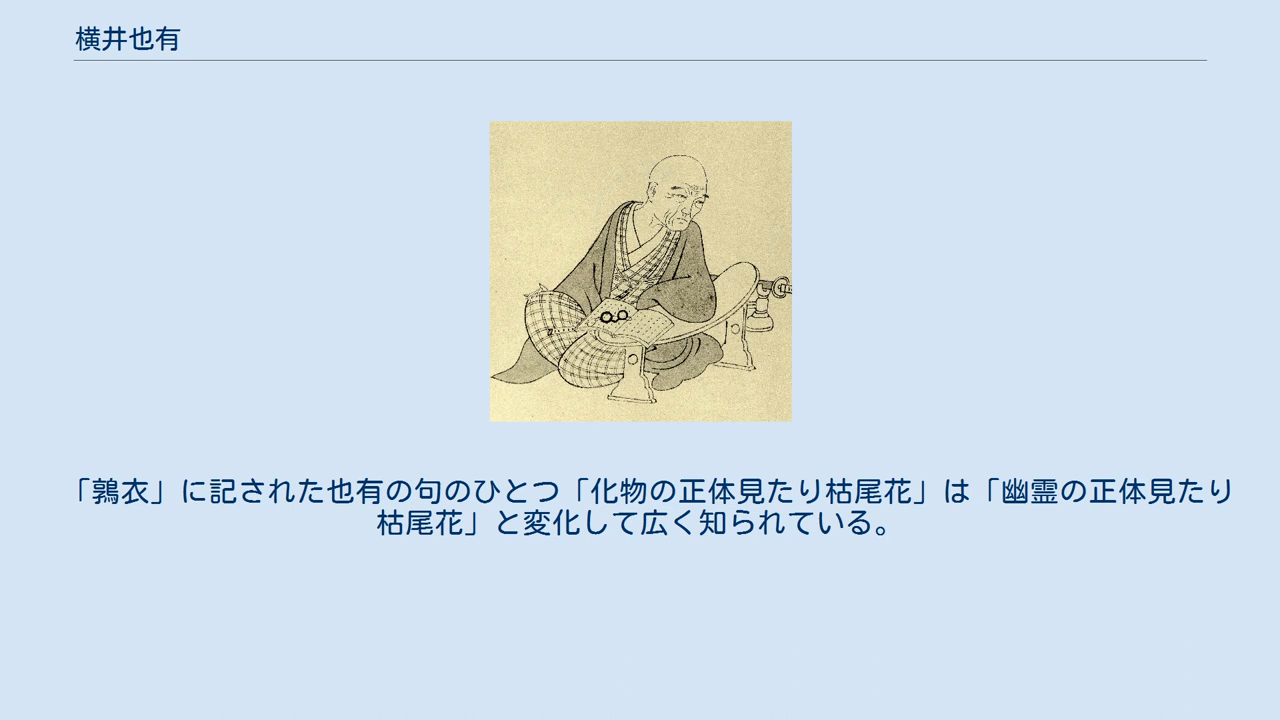 横井也有
「鶉衣」に記された也有の句のひとつ「化物の正体見たり枯尾花」は「幽霊の正体見たり
枯尾花」と変化して広く知られている。